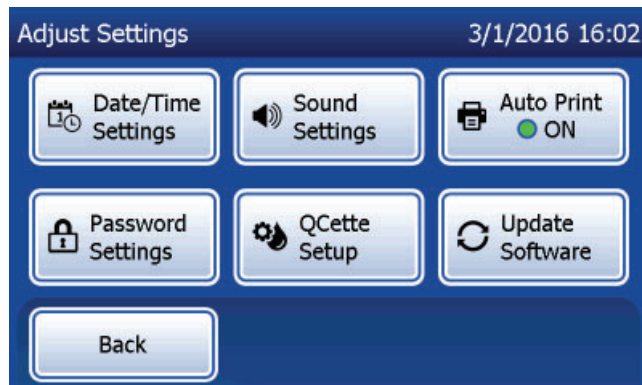 Adjust Settings 3/1/2016 16:02
Date/Time
Settings
Sound
Settings
Auto Print
ON
Password
Settings
QCette
Setup
Update
Software
Back